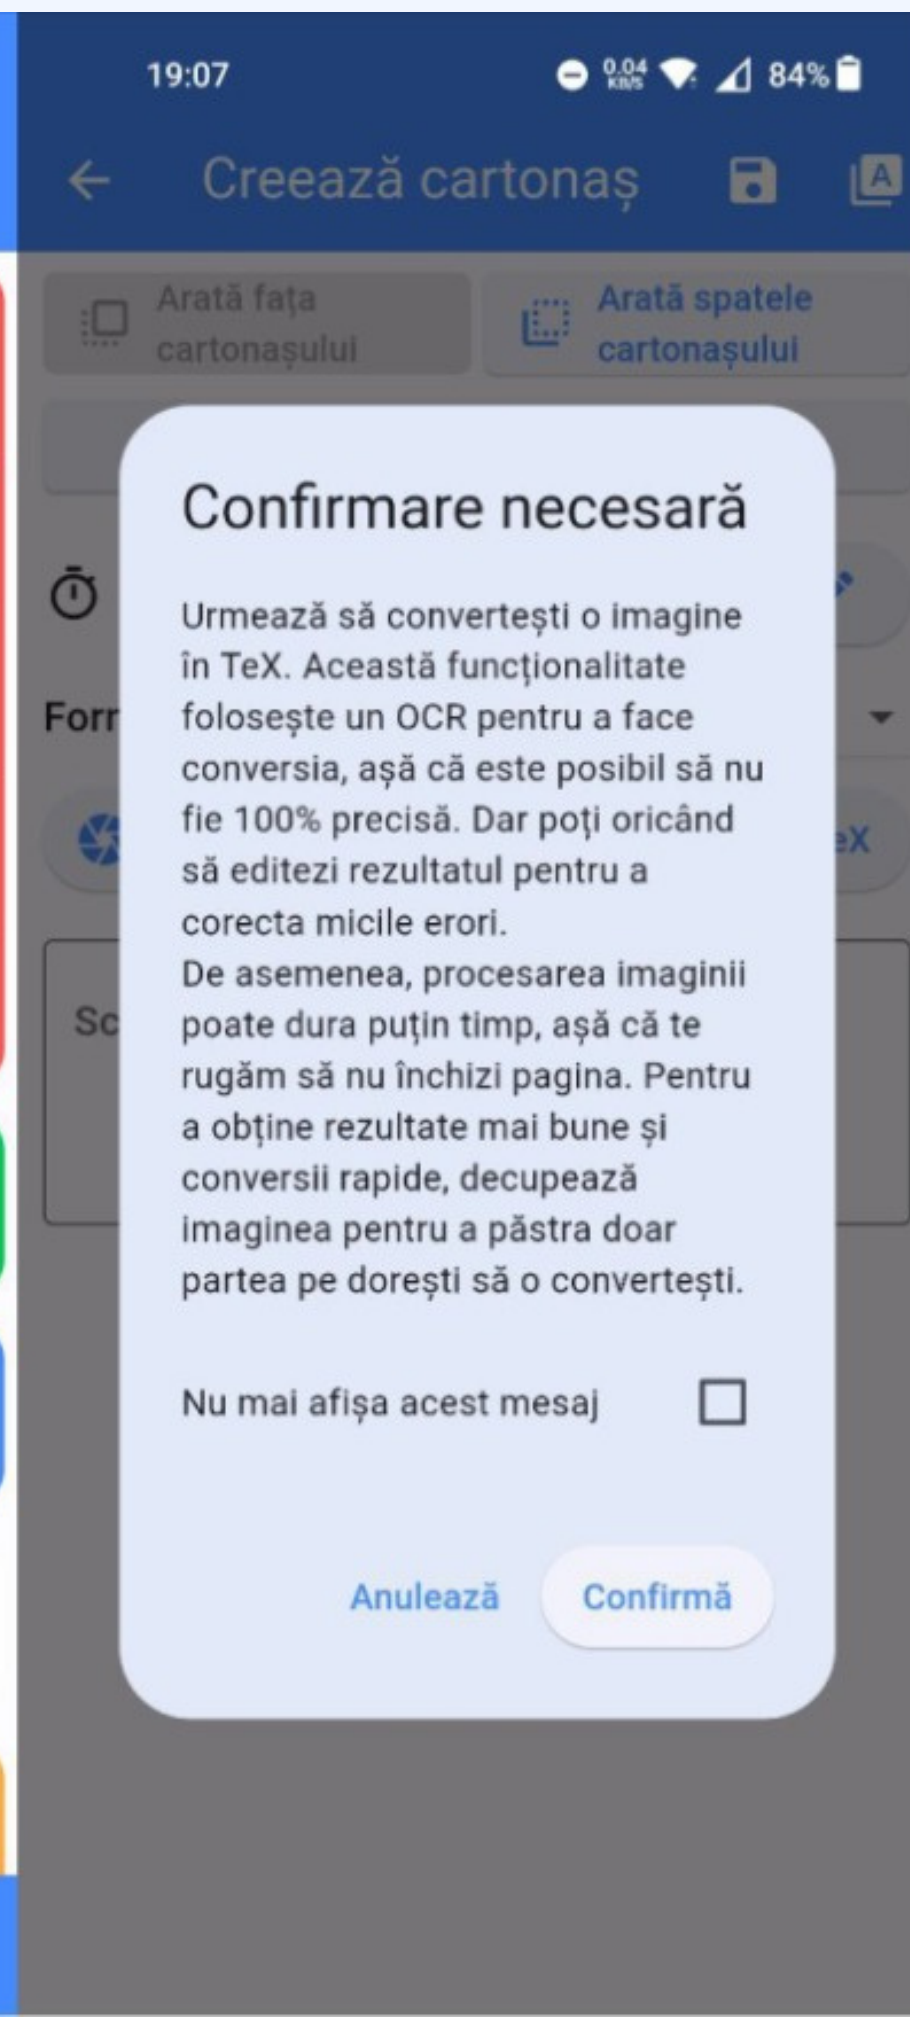 19:07
0.04
KB/S
84%
Creează cartonaș
A
Arată fața
cartonașului
Arată spatele
cartonașului
Confirmare necesară
Urmează să convertești o imagine
în TeX. Această funcționalitate
folosește un OCR pentru a face
conversia, așă că este posibil să nu
fie 100% precisă. Dar poți oricând
să editezi rezultatul pentru a
corecta micile erori.
De asemenea, procesarea imaginii
poate dura puțin timp, așă că te
rugăm să nu închizi pagina. Pentru
a obține rezultate mai bune și
conversii rapide, decupează
imaginea pentru a păstra doar
partea pe dorești să o convertești.
Nu mai afișa acest mesaj
Anulează
Confirmă